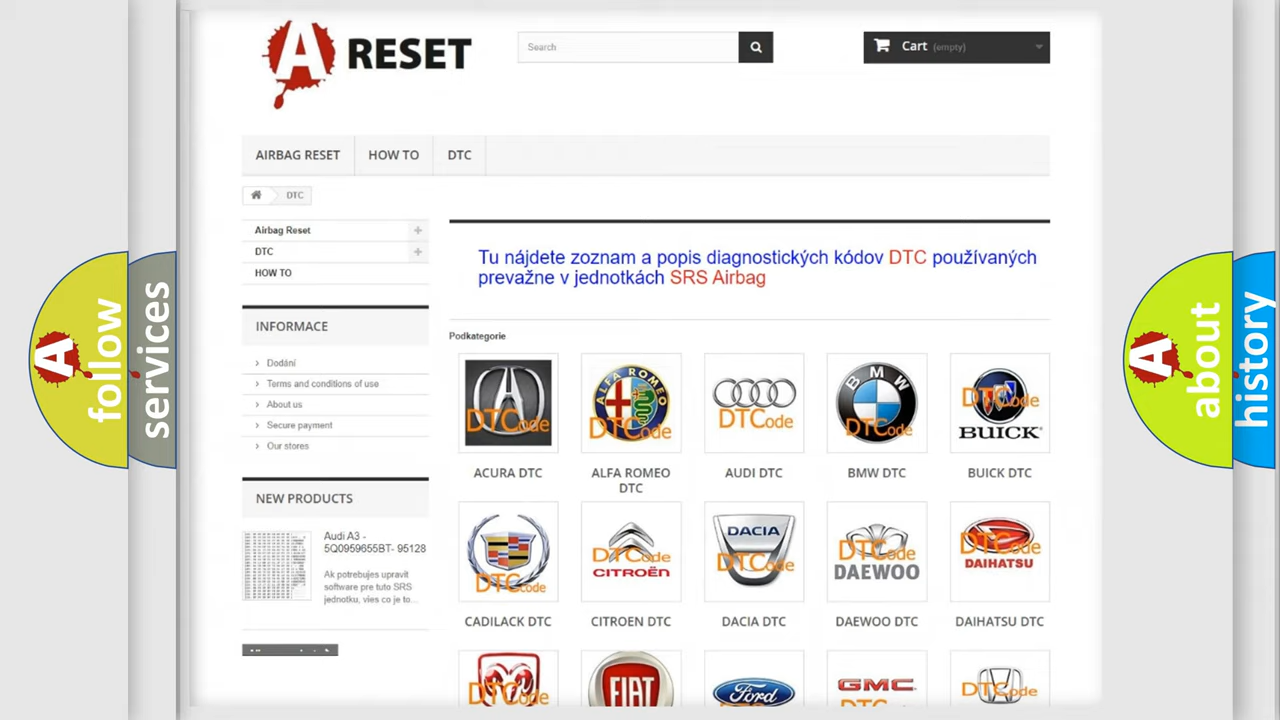 A RESET
Search
Cart (empty)
AIRBAG RESET
HOW TO
DTC
DTC
Airbag Reset
DTC
HOW TO
Tu nájdete zoznam a popis diagnostických kódov DTC používaných
prevažne v jednotkách SRS Airbag
INFORMACE
Dodání
Terms and conditions of use
About us
Secure payment
Our stores
NEW PRODUCTS
Audi A3 -
5Q0959655BT- 95128
Ak potrebujes upravit
software pre tuto SRS
jednotku, vies co je to...
Podkategorie
DTCode
ALFA ROMEO
DTCode
DTCode
BMW
DTCode
DTCode
BUICK
ACURA DTC
ALFA ROMEO
DTC
AUDI DTC
BMW DTC
BUICK DTC
DTCode
DTCode
CITROËN
DACIA
DTCode
DTCode
DAEWOO
DTCode
DAIHATSU
CADILACK DTC
CITROEN DTC
DACIA DTC
DAEWOO DTC
DAIHATSU DTC
DTCode
FIAT
Ford
GMC
DTCode
A
follow
services
A
about
history